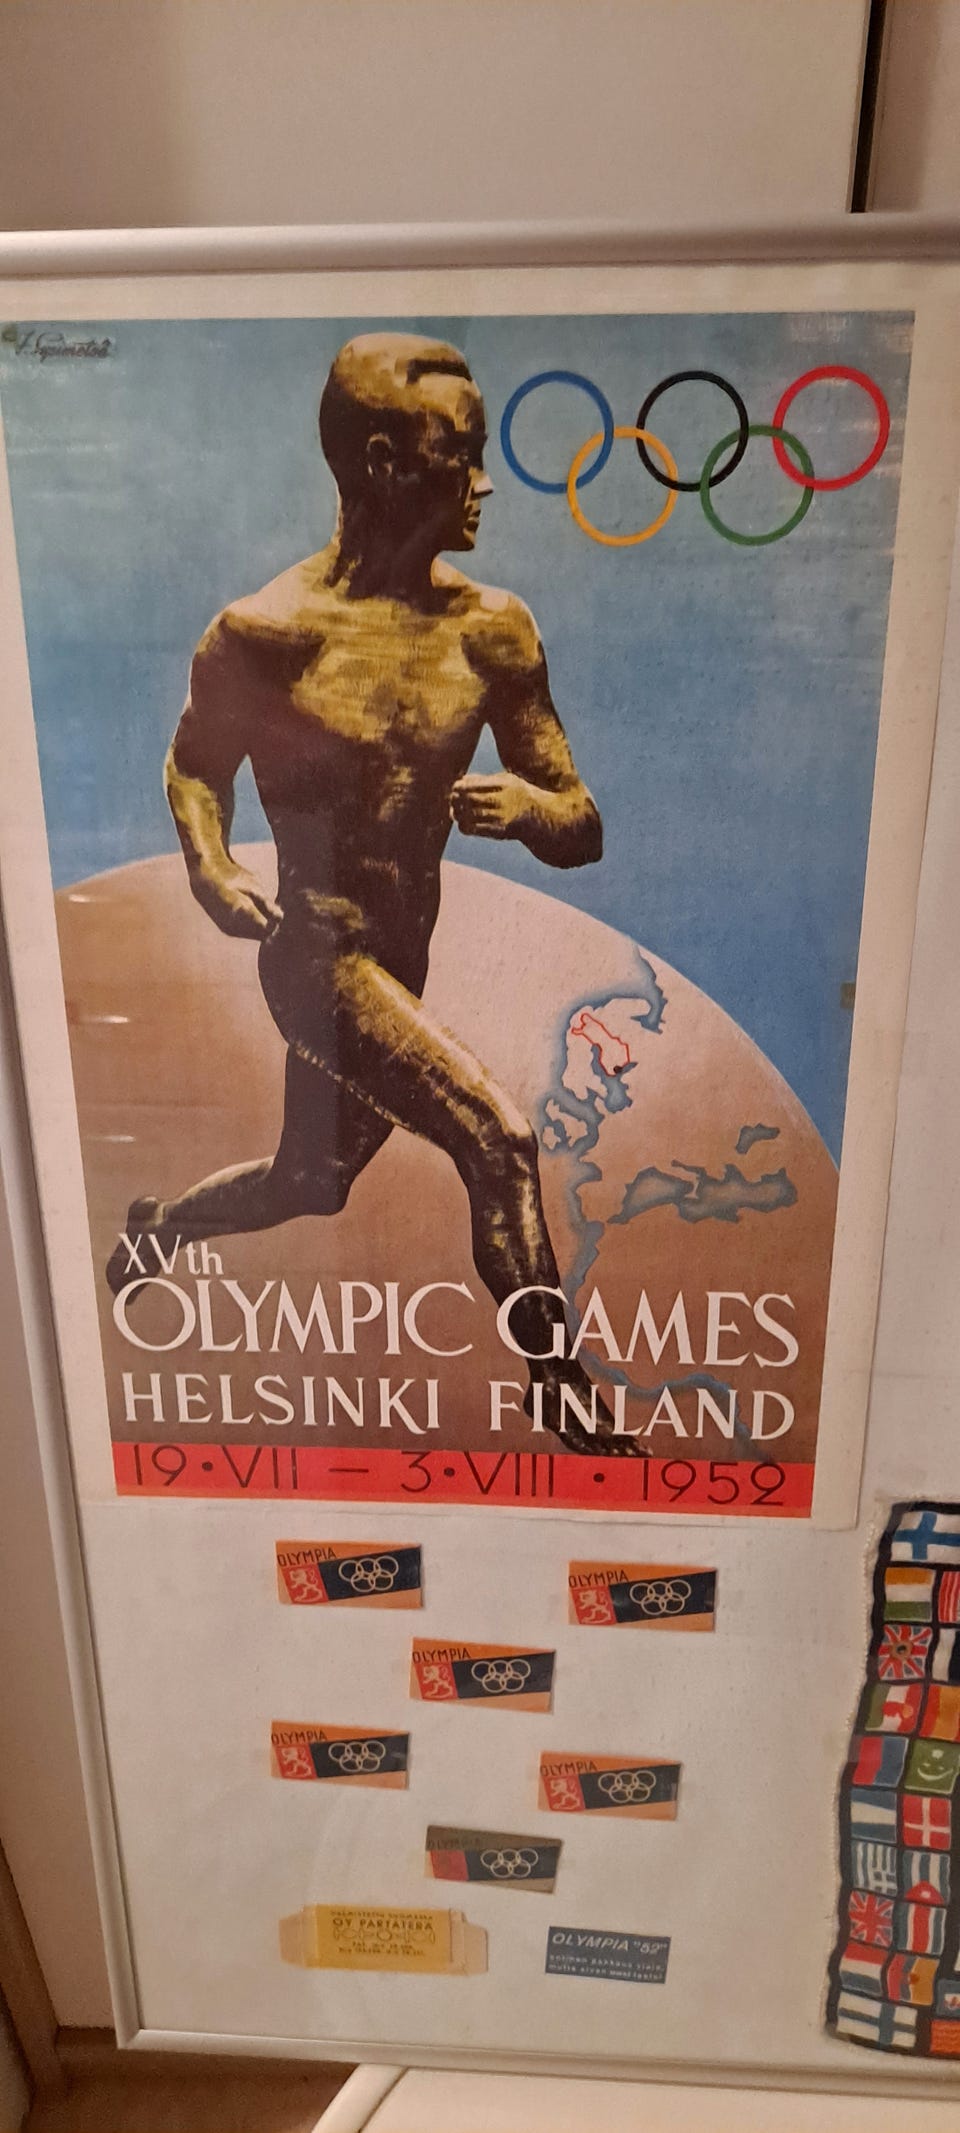 XVth
OLYMPIC GAMES
HELSINKI FINLAND
19·VII — 3·VIII · 1952
OLYMPIA
OLYMPIA
OLYMPIA
OLYMPIA
OLYMPIA
OLYMPIA
OY PARTATERÄ
OLYMPIA "52"